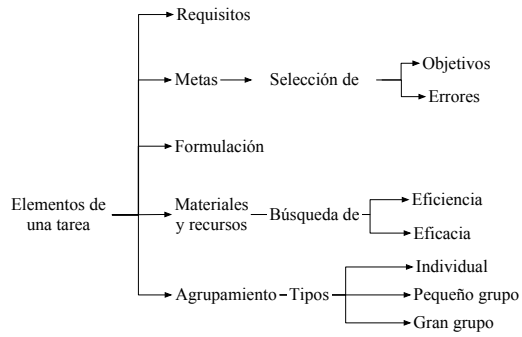 Requisitos
Metas
Selección de
Objetivos
Errores
Formulación
Elementos de
una tarea
Materiales
y recursos
Búsqueda de
Eficiencia
Eficacia
Agrupamiento
Tipos
Individual
Pequeño grupo
Gran grupo